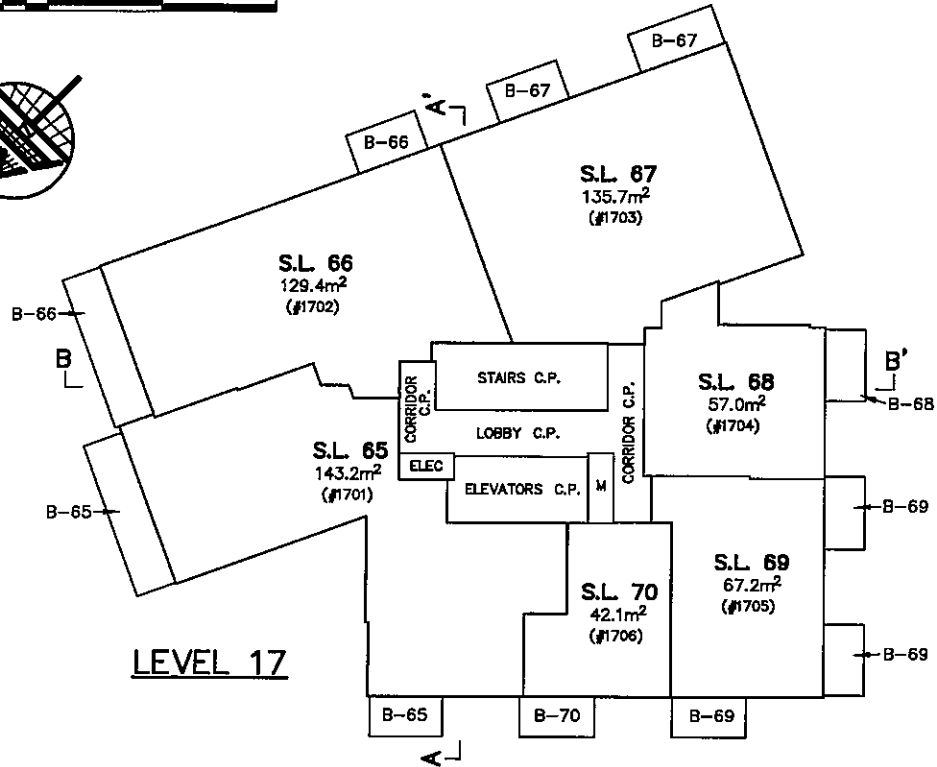 B-67
B-67
A'
B-66
S.L. 67
135.7m²
(#1703)
S.L. 66
129.4m²
(#1702)
B-66
B
STAIRS C.P.
CORRIDOR C.P.
LOBBY C.P.
CORRIDOR C.P.
S.L. 68
57.0m²
(#1704)
B'
B-68
S.L. 65
143.2m²
(#1701)
ELEC
ELEVATORS C.P.
M
B-65
B-69
S.L. 69
67.2m²
(#1705)
S.L. 70
42.1m²
(#1706)
B-69
LEVEL 17
B-65
B-70
B-69
A